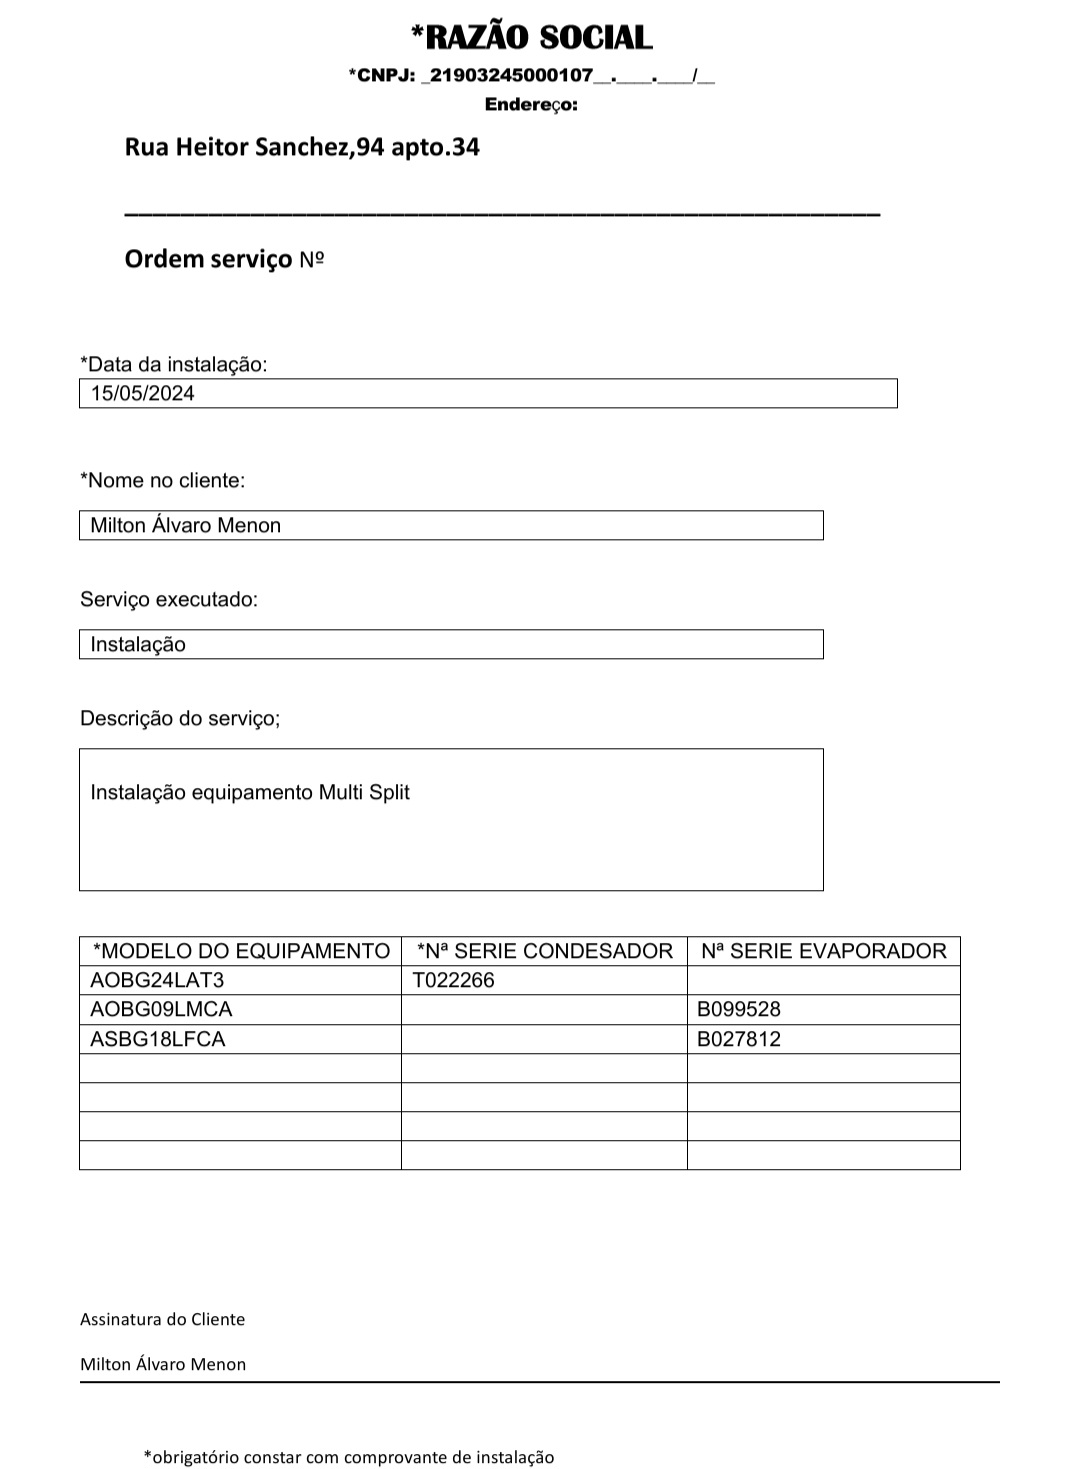 *RAZÃO SOCIAL
*CNPJ: _21903245000107__.____.____/__
Endereço:
Rua Heitor Sanchez,94 apto.34
______________________________________________________
Ordem serviço Nº
*Data da instalação:
15/05/2024
*Nome no cliente:
Milton Álvaro Menon
Serviço executado:
Instalação
Descrição do serviço;
Instalação equipamento Multi Split
*MODELO DO EQUIPAMENTO *Nª SERIE CONDESADOR Nª SERIE EVAPORADOR
AOBG24LAT3 T022266
AOBG09LMCA B099528
ASBG18LFCA B027812
Assinatura do Cliente
Milton Álvaro Menon
*obrigatório constar com comprovante de instalação